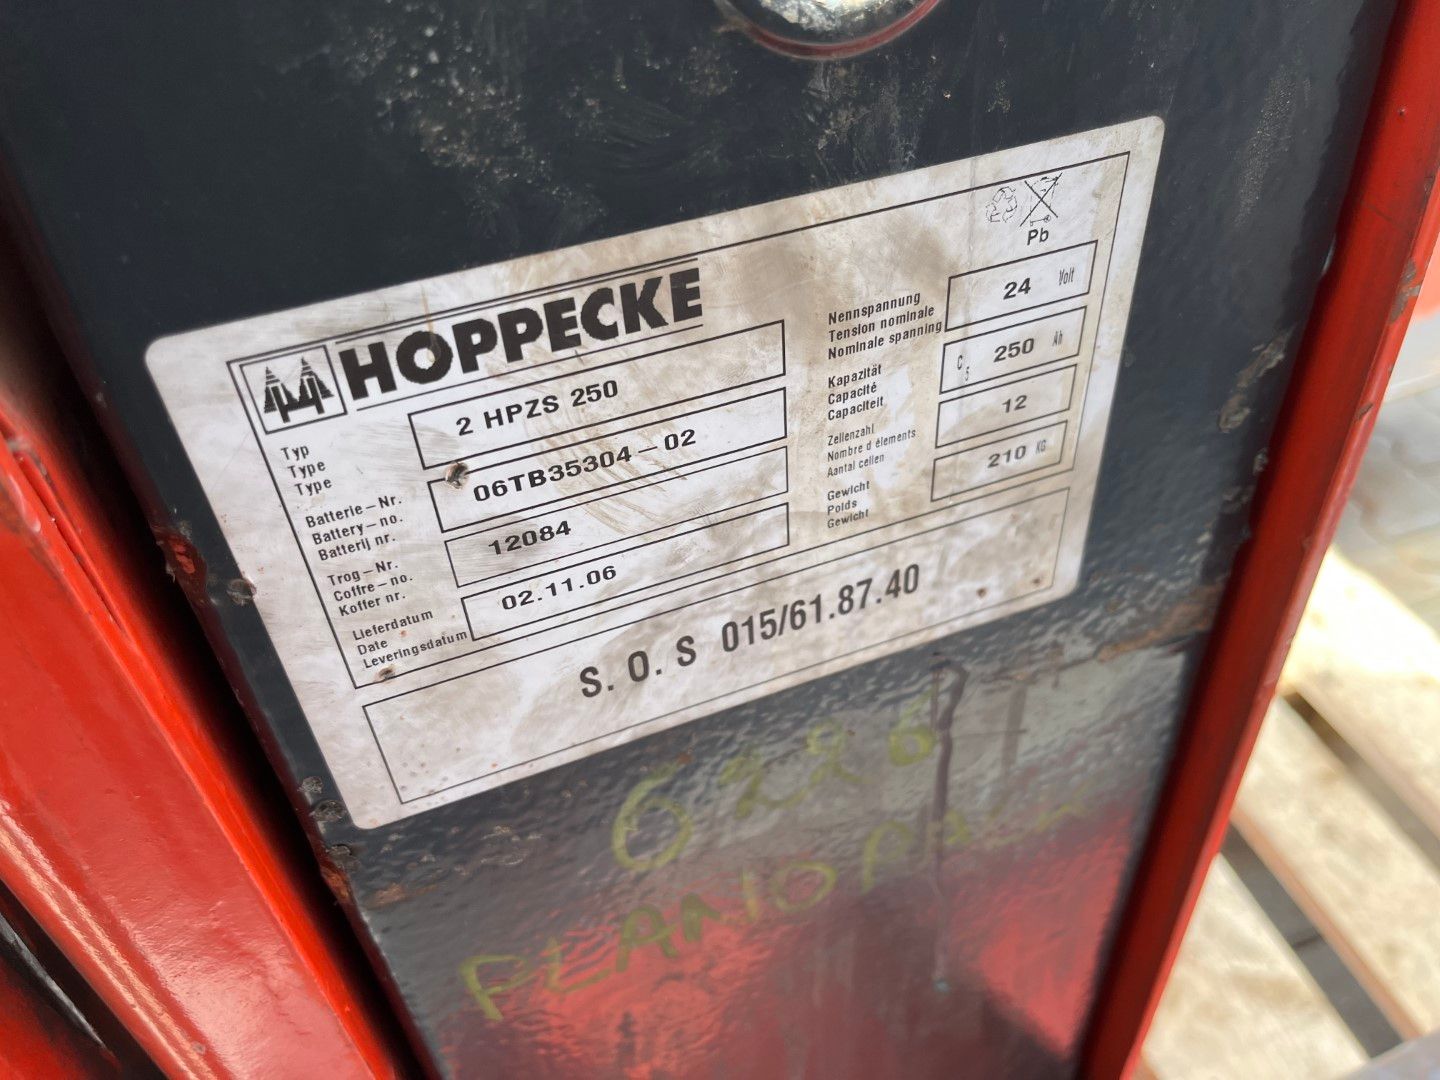 Pb
HOPPECKE
Typ
Type
Type
2 HPZS 250
Batterie-Nr.
Battery-no.
Batterij nr.
06TB35304-02
Trog-Nr.
Coffre-no.
Koffer nr.
12084
Lieferdatum
Date
Leveringsdatum
02.11.06
Nennspannung
Tension nominale
Nominale spanning
24 Volt
Kapazität
Capacité
Capaciteit
C5 250 Ah
Zellenzahl
Nombre d éléments
Aantal cellen
12
Gewicht
Poids
Gewicht
210 KG
S. O. S 015/61.87.40
6226